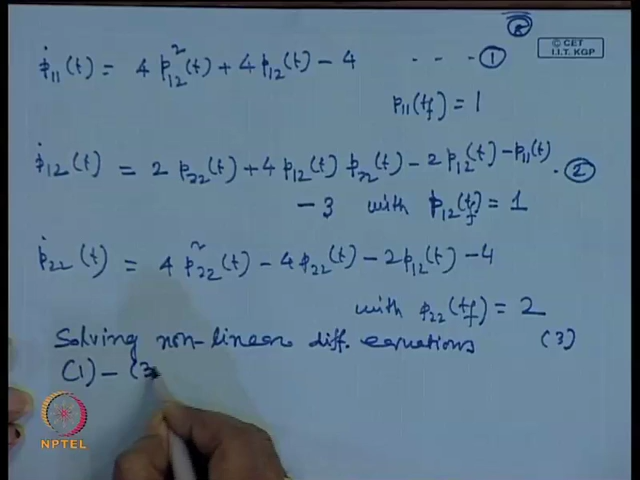 © CET
I.I.T. KGP
ṗ₁₁(t) = 4 p₁₂²(t) + 4 p₁₂(t) - 4 - - - ①
p₁₁(tf) = 1
ṗ₁₂(t) = 2 p₂₂(t) + 4 p₁₂(t) p₂₂(t) - 2 p₁₂(t) - p₁₁(t) . ②
- 3 with p₁₂(tf) = 1
ṗ₂₂(t) = 4 p₂₂²(t) - 4 p₂₂(t) - 2 p₁₂(t) - 4
with p₂₂(tf) = 2
Solving non-linear diff. equations (3)
(1) - (3
NPTEL